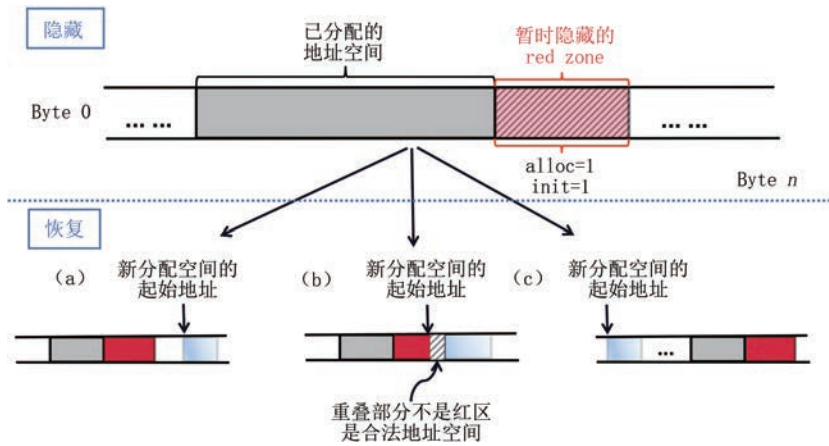 隐藏
已分配的
地址空间
暂时隐藏的
red zone
Byte 0
... ...
... ...
alloc=1
init=1
Byte n
恢复
(a)
新分配空间的
起始地址
(b)
新分配空间的
起始地址
(c)
新分配空间的
起始地址
...
重叠部分不是红区
是合法地址空间